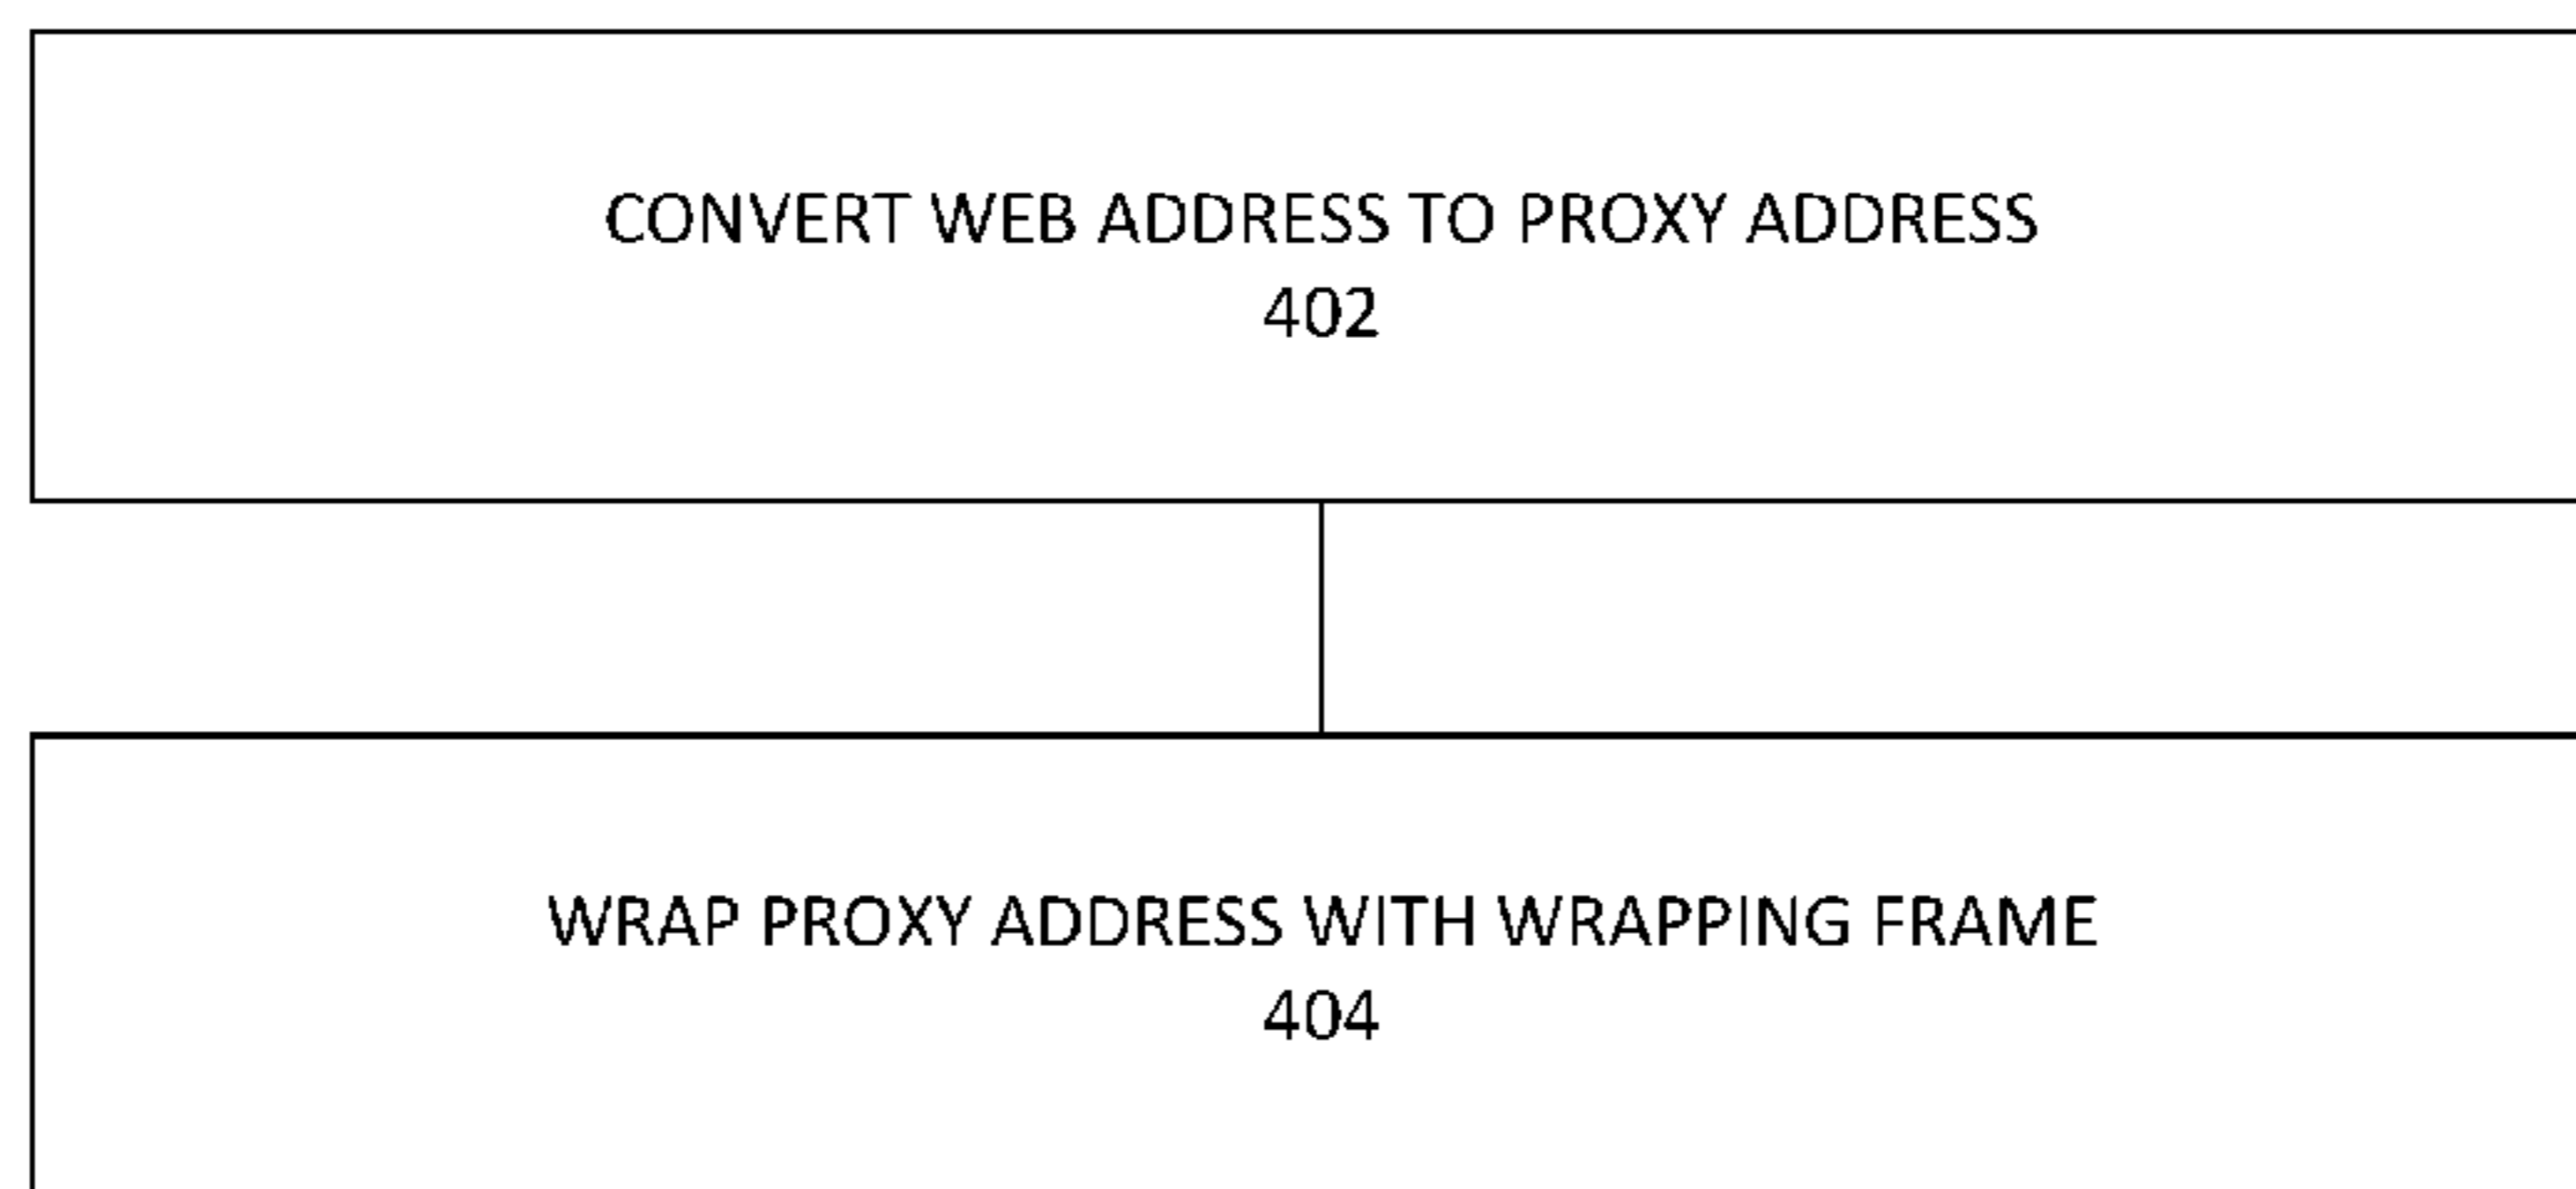 CONVERT WEB ADDRESS TO PROXY ADDRESS
402
WRAP PROXY ADDRESS WITH WRAPPING FRAME
404